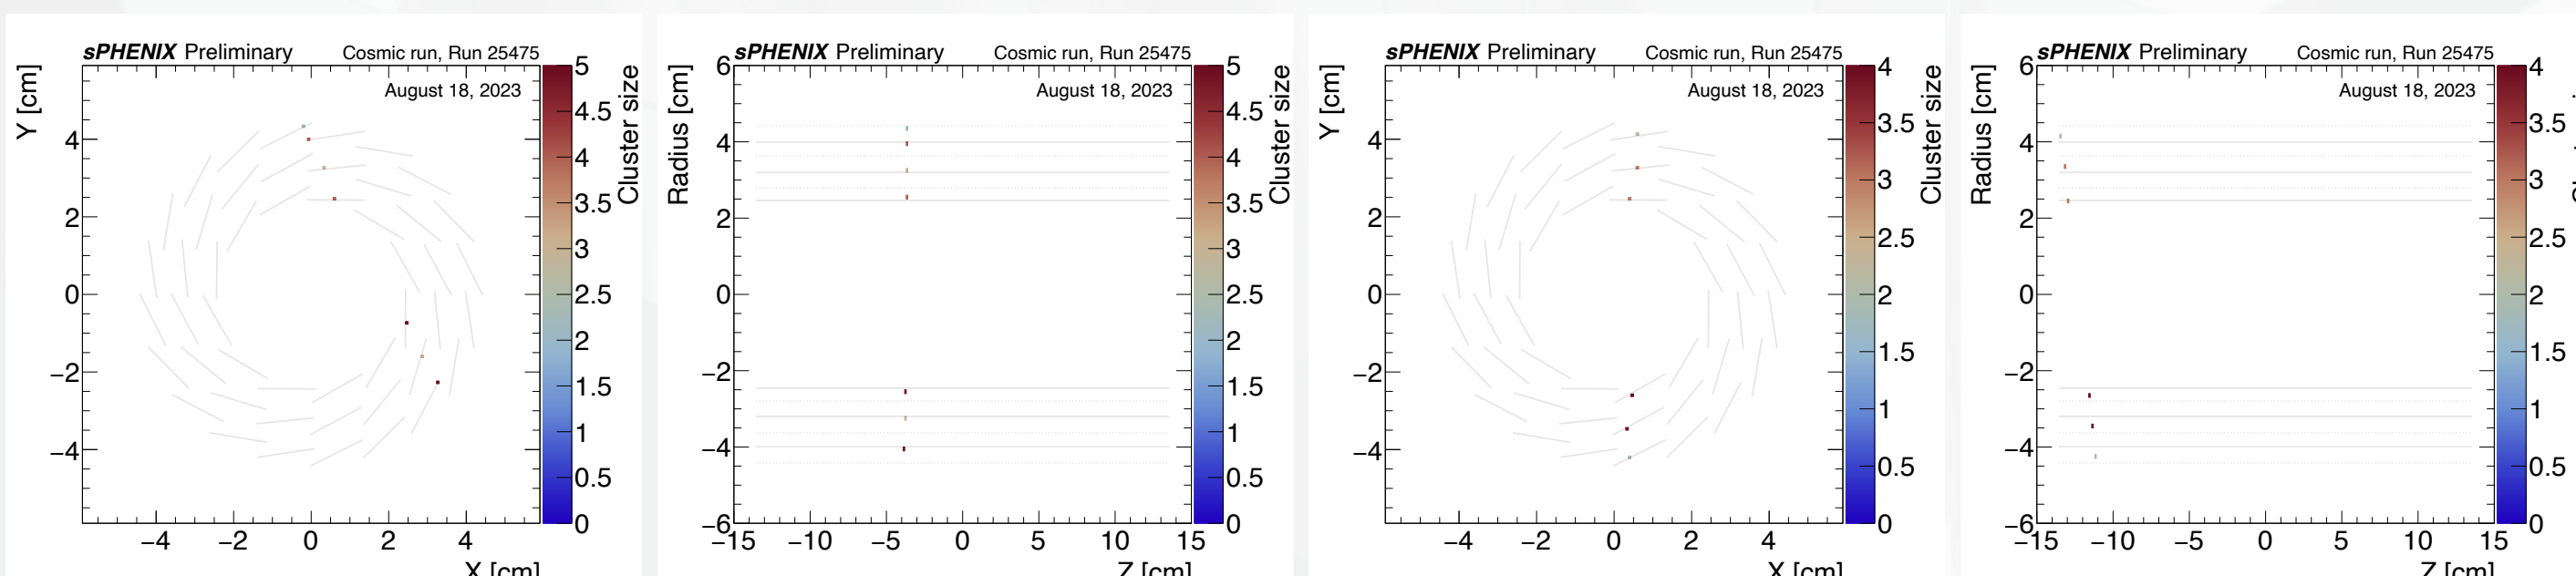 sPHENIX Preliminary Cosmic run, Run 25475
August 18, 2023
Y [cm]
4
2
0
−2
−4
−4 −2 0 2 4
X [cm]
5
4.5
4
3.5
3
2.5
2
1.5
1
0.5
0
Cluster size
sPHENIX Preliminary Cosmic run, Run 25475
August 18, 2023
Radius [cm]
6
4
2
0
−2
−4
−6
−15 −10 −5 0 5 10 15
Z [cm]
5
4.5
4
3.5
3
2.5
2
1.5
1
0.5
0
Cluster size
sPHENIX Preliminary Cosmic run, Run 25475
August 18, 2023
Y [cm]
4
2
0
−2
−4
−4 −2 0 2 4
X [cm]
4
3.5
3
2.5
2
1.5
1
0.5
0
Cluster size
sPHENIX Preliminary Cosmic run, Run 25475
August 18, 2023
Radius [cm]
6
4
2
0
−2
−4
−6
−15 −10 −5 0 5 10 15
Z [cm]
4
3.5
3
2.5
2
1.5
1
0.5
0